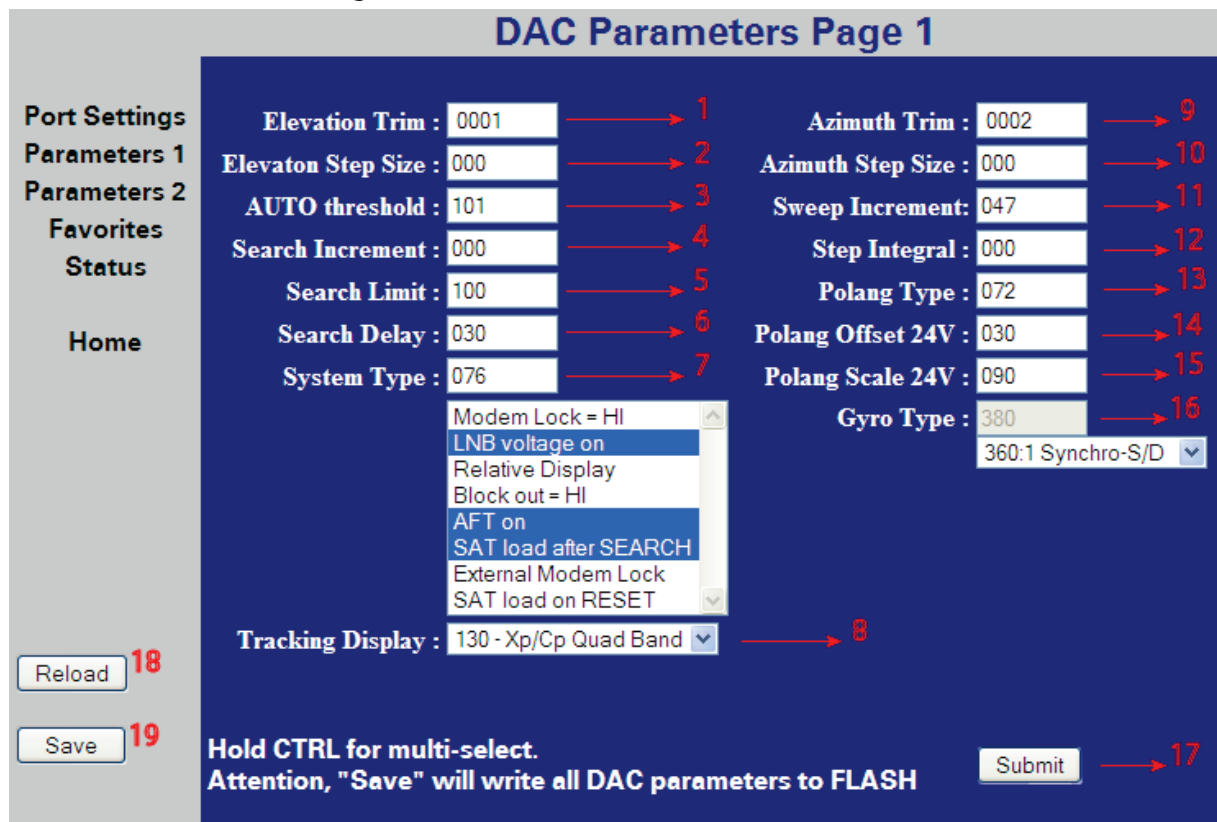 DAC Parameters Page 1
Port Settings
Parameters 1
Parameters 2
Favorites
Status
Home
Elevation Trim : 0001 1
Elevaton Step Size : 000 2
AUTO threshold : 101 3
Search Increment : 000 4
Search Limit : 100 5
Search Delay : 030 6
System Type : 076 7
Modem Lock = HI
LNB voltage on
Relative Display
Block out = HI
AFT on
SAT load after SEARCH
External Modem Lock
SAT load on RESET
Tracking Display : 130 - Xp/Cp Quad Band 8
Azimuth Trim : 0002 9
Azimuth Step Size : 000 10
Sweep Increment: 047 11
Step Integral : 000 12
Polang Type : 072 13
Polang Offset 24V : 030 14
Polang Scale 24V : 090 15
Gyro Type : 380 16
360:1 Synchro-S/D
Reload 18
Save 19
Hold CTRL for multi-select.
Attention, "Save" will write all DAC parameters to FLASH
Submit 17